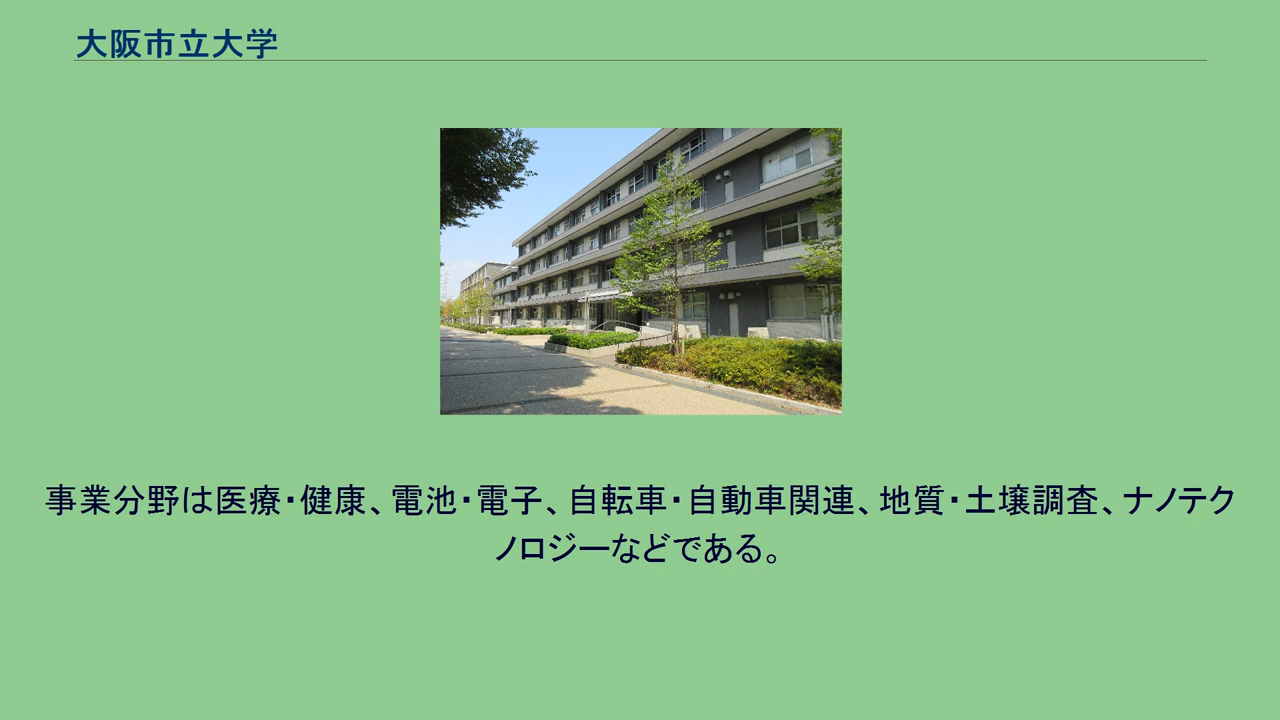 大阪市立大学
事業分野は医療・健康、電池・電子、自転車・自動車関連、地質・土壌調査、ナノテク
ノロジーなどである。